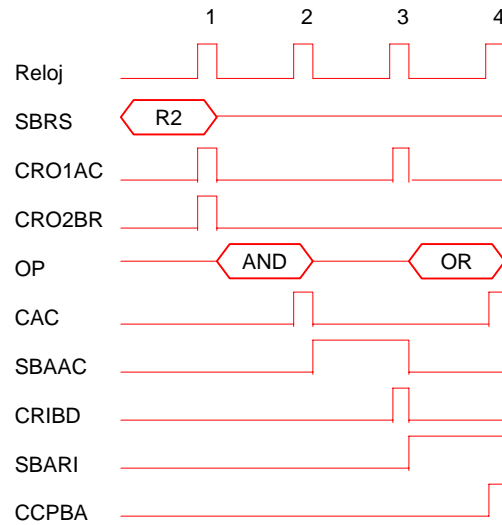 1 2 3 4
Reloj
SBRS R2
CRO1AC
CRO2BR
OP AND OR
CAC
SBAAC
CRIBD
SBARI
CCPBA